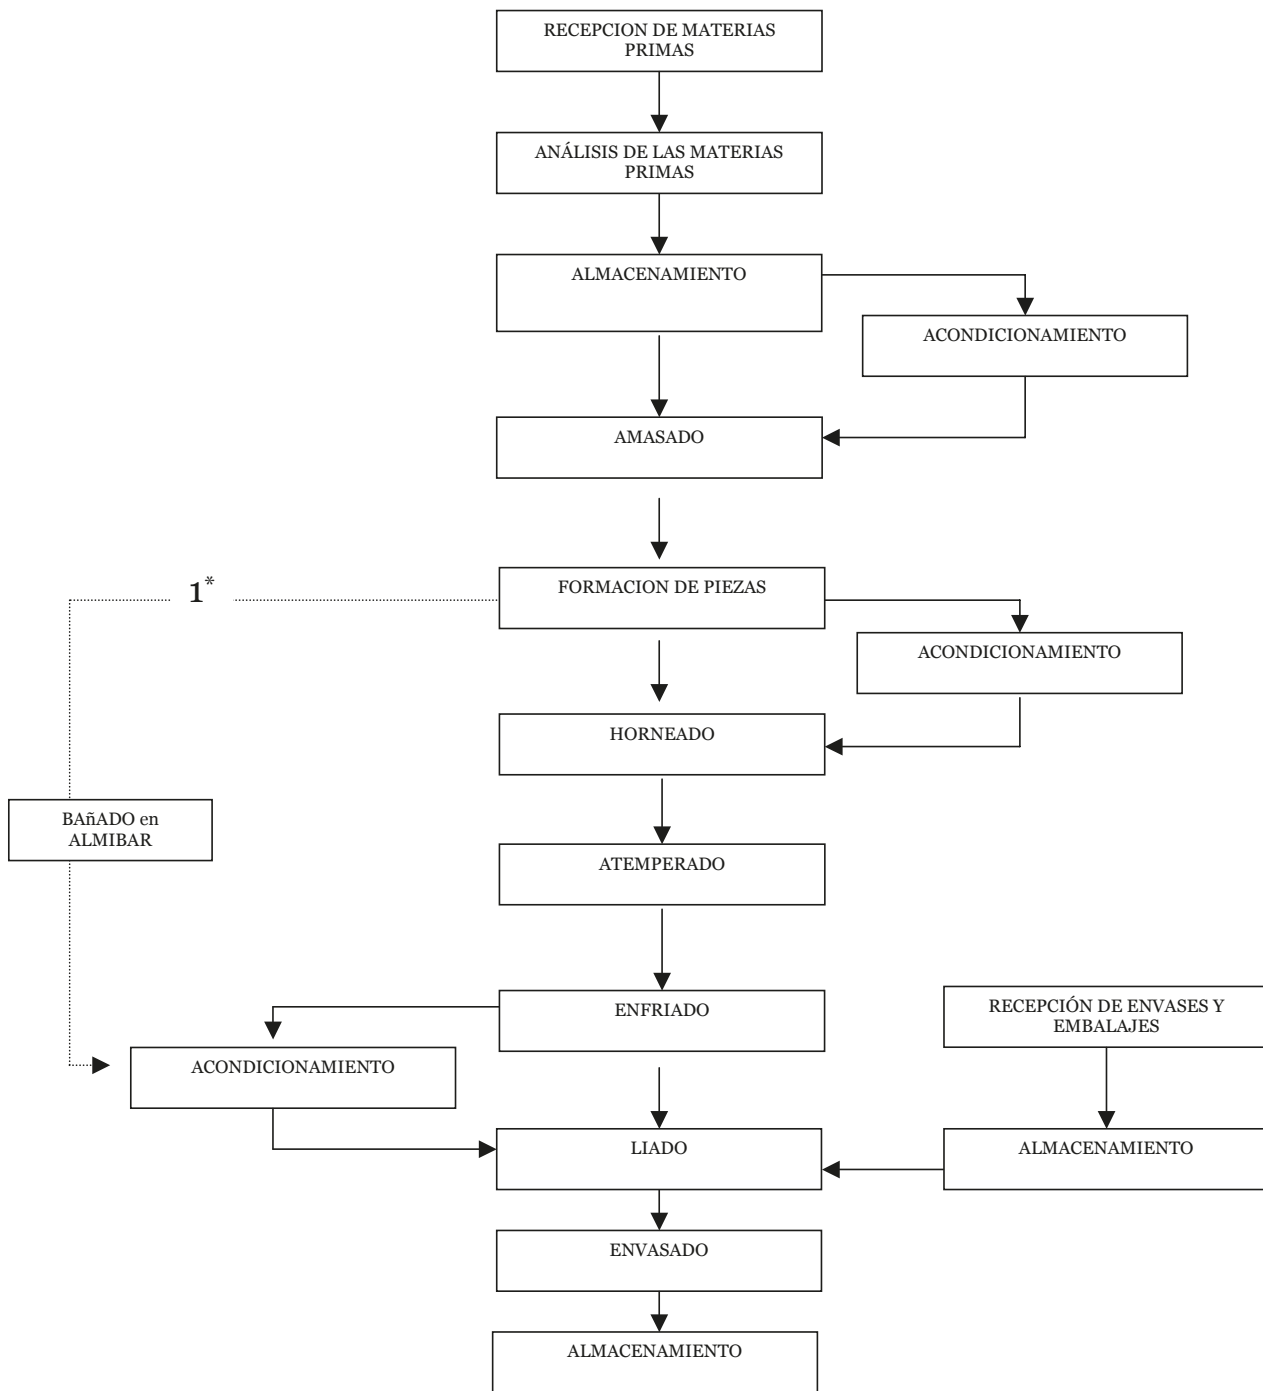 RECEPCION DE MATERIAS
PRIMAS
ANÁLISIS DE LAS MATERIAS
PRIMAS
ALMACENAMIENTO
ACONDICIONAMIENTO
AMASADO
1*
FORMACION DE PIEZAS
ACONDICIONAMIENTO
HORNEADO
BAñADO en
ALMIBAR
ATEMPERADO
ENFRIADO
RECEPCIÓN DE ENVASES Y
EMBALAJES
ACONDICIONAMIENTO
LIADO
ALMACENAMIENTO
ENVASADO
ALMACENAMIENTO